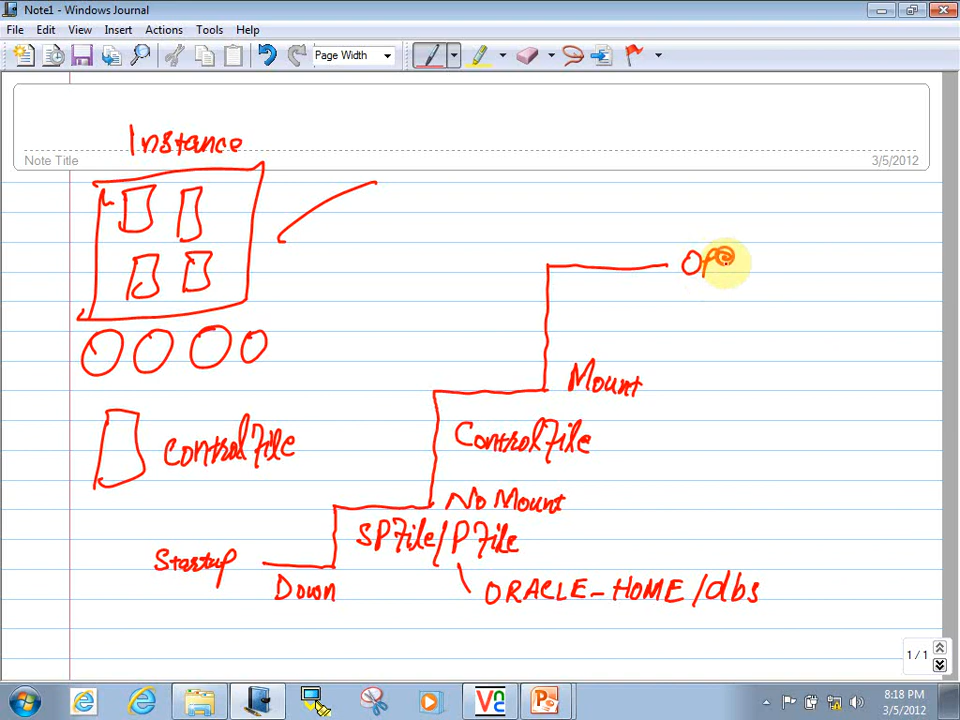 Note1 - Windows Journal
File Edit View Insert Actions Tools Help
Page Width
Instance
Note Title
3/5/2012
Mount
Control File
Control File
No Mount
SPFile/PFile
Startup
Down
ORACLE_HOME/dbs
1 / 1
8:18 PM
3/5/2012